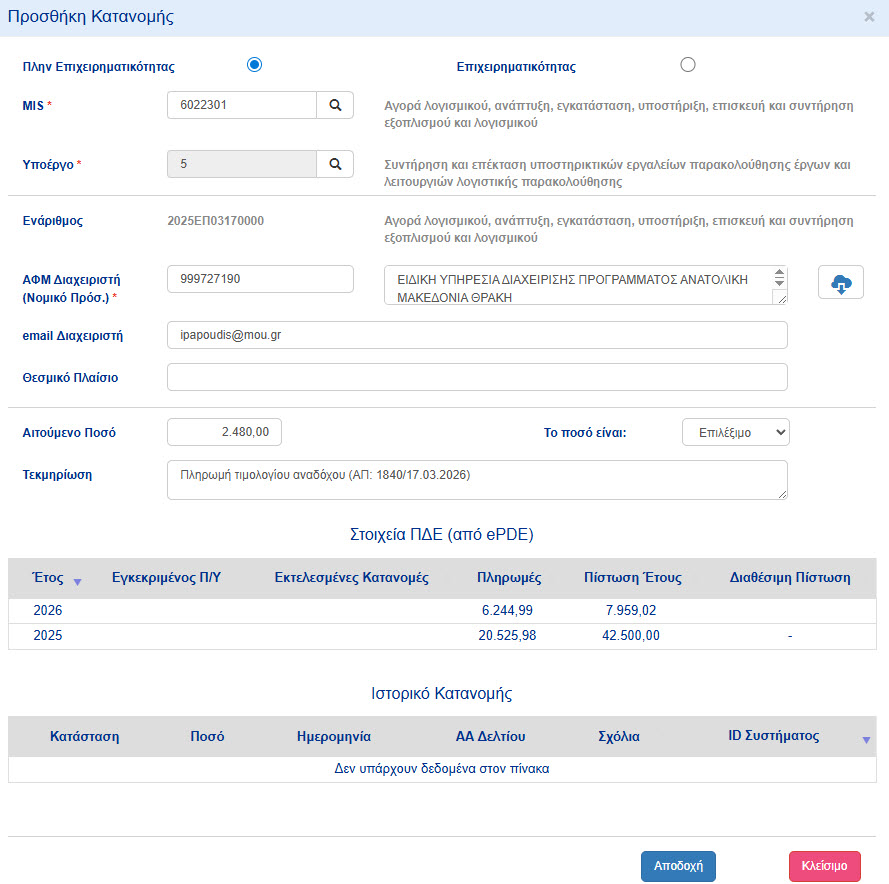 Προσθήκη Κατανομής ×
Πλην Επιχειρηματικότητας Επιχειρηματικότητας
MIS * 6022301 Αγορά λογισμικού, ανάπτυξη, εγκατάσταση, υποστήριξη, επισκευή και συντήρηση
εξοπλισμού και λογισμικού
Υποέργο * 5 Συντήρηση και επέκταση υποστηρικτικών εργαλείων παρακολούθησης έργων και
λειτουργιών λογιστικής παρακολούθησης
Ενάριθμος 2025ΕΠ03170000 Αγορά λογισμικού, ανάπτυξη, εγκατάσταση, υποστήριξη, επισκευή και συντήρηση
εξοπλισμού και λογισμικού
ΑΦΜ Διαχειριστή 999727190 ΕΙΔΙΚΗ ΥΠΗΡΕΣΙΑ ΔΙΑΧΕΙΡΙΣΗΣ ΠΡΟΓΡΑΜΜΑΤΟΣ ΑΝΑΤΟΛΙΚΗ
(Νομικό Πρόσ.) * ΜΑΚΕΔΟΝΙΑ ΘΡΑΚΗ
email Διαχειριστή ipapoudis@mou.gr
Θεσμικό Πλαίσιο
Αιτούμενο Ποσό 2.480,00 Το ποσό είναι: Επιλέξιμο
Τεκμηρίωση Πληρωμή τιμολογίου αναδόχου (ΑΠ: 1840/17.03.2026)
Στοιχεία ΠΔΕ (από ePDE)
Έτος Εγκεκριμένος Π/Υ Εκτελεσμένες Κατανομές Πληρωμές Πίστωση Έτους Διαθέσιμη Πίστωση
2026 6.244,99 7.959,02
2025 20.525,98 42.500,00 -
Ιστορικό Κατανομής
Κατάσταση Ποσό Ημερομηνία ΑΑ Δελτίου Σχόλια ID Συστήματος
Δεν υπάρχουν δεδομένα στον πίνακα
Αποδοχή Κλείσιμο